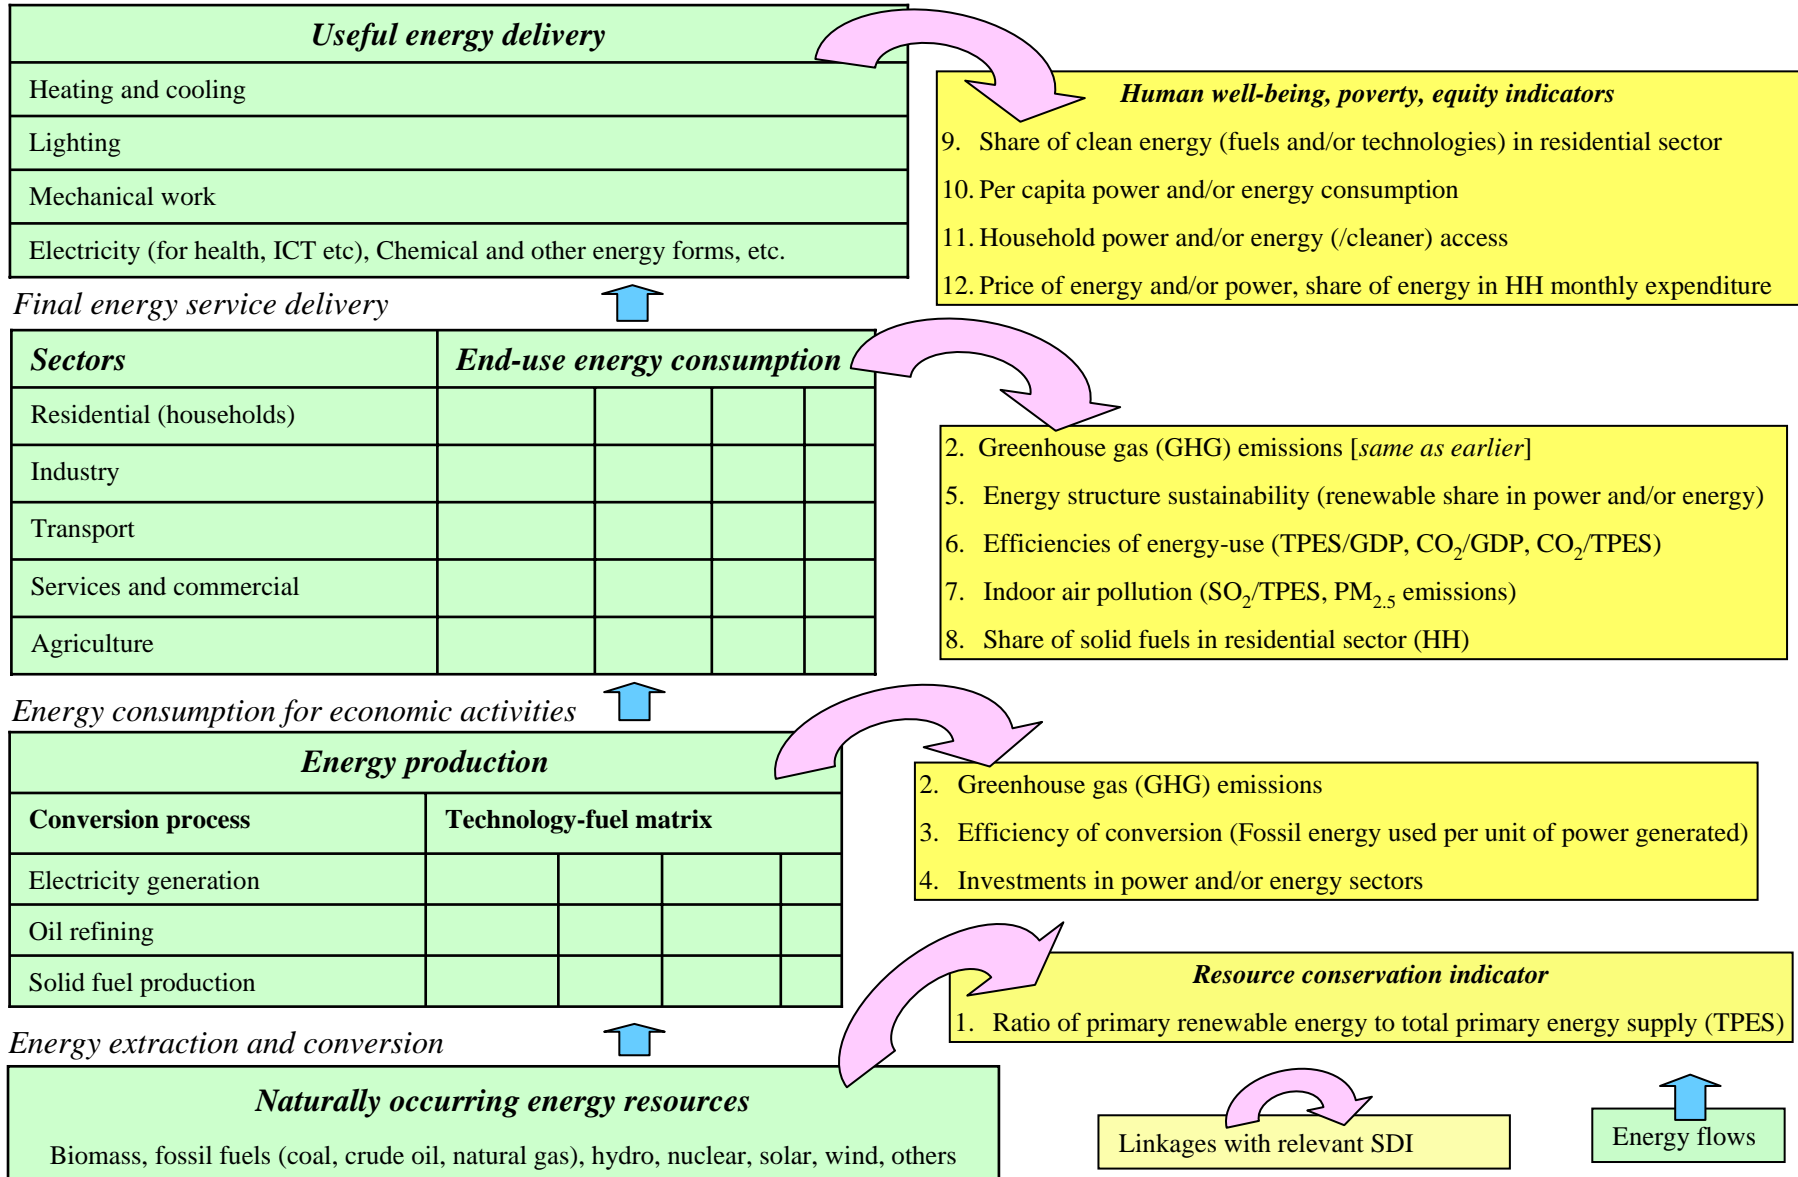 Useful energy delivery
Heating and cooling
Lighting
Mechanical work
Electricity (for health, ICT etc), Chemical and other energy forms, etc.
Human well-being, poverty, equity indicators
9. Share of clean energy (fuels and/or technologies) in residential sector
10. Per capita power and/or energy consumption
11. Household power and/or energy (/cleaner) access
12. Price of energy and/or power, share of energy in HH monthly expenditure
Final energy service delivery
Sectors End-use energy consumption
Residential (households)
Industry
Transport
Services and commercial
Agriculture
2. Greenhouse gas (GHG) emissions [same as earlier]
5. Energy structure sustainability (renewable share in power and/or energy)
6. Efficiencies of energy-use (TPES/GDP, CO₂/GDP, CO₂/TPES)
7. Indoor air pollution (SO₂/TPES, PM₂.₅ emissions)
8. Share of solid fuels in residential sector (HH)
Energy consumption for economic activities
Energy production
Conversion process Technology-fuel matrix
Electricity generation
Oil refining
Solid fuel production
2. Greenhouse gas (GHG) emissions
3. Efficiency of conversion (Fossil energy used per unit of power generated)
4. Investments in power and/or energy sectors
Energy extraction and conversion
Resource conservation indicator
1. Ratio of primary renewable energy to total primary energy supply (TPES)
Naturally occurring energy resources
Biomass, fossil fuels (coal, crude oil, natural gas), hydro, nuclear, solar, wind, others
Linkages with relevant SDI
Energy flows